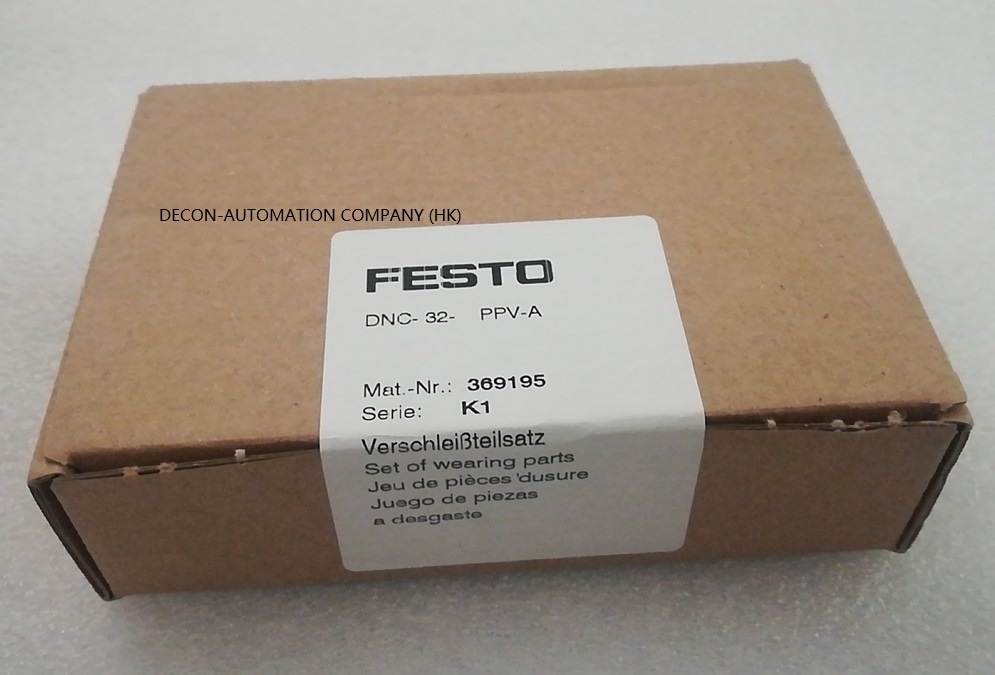 DECON-AUTOMATION COMPANY (HK)
FESTO
DNC- 32- PPV-A
Mat.-Nr.: 369195
Serie: K1
Verschleißteilsatz
Set of wearing parts
Jeu de pièces 'dusure
Juego de piezas
a desgaste